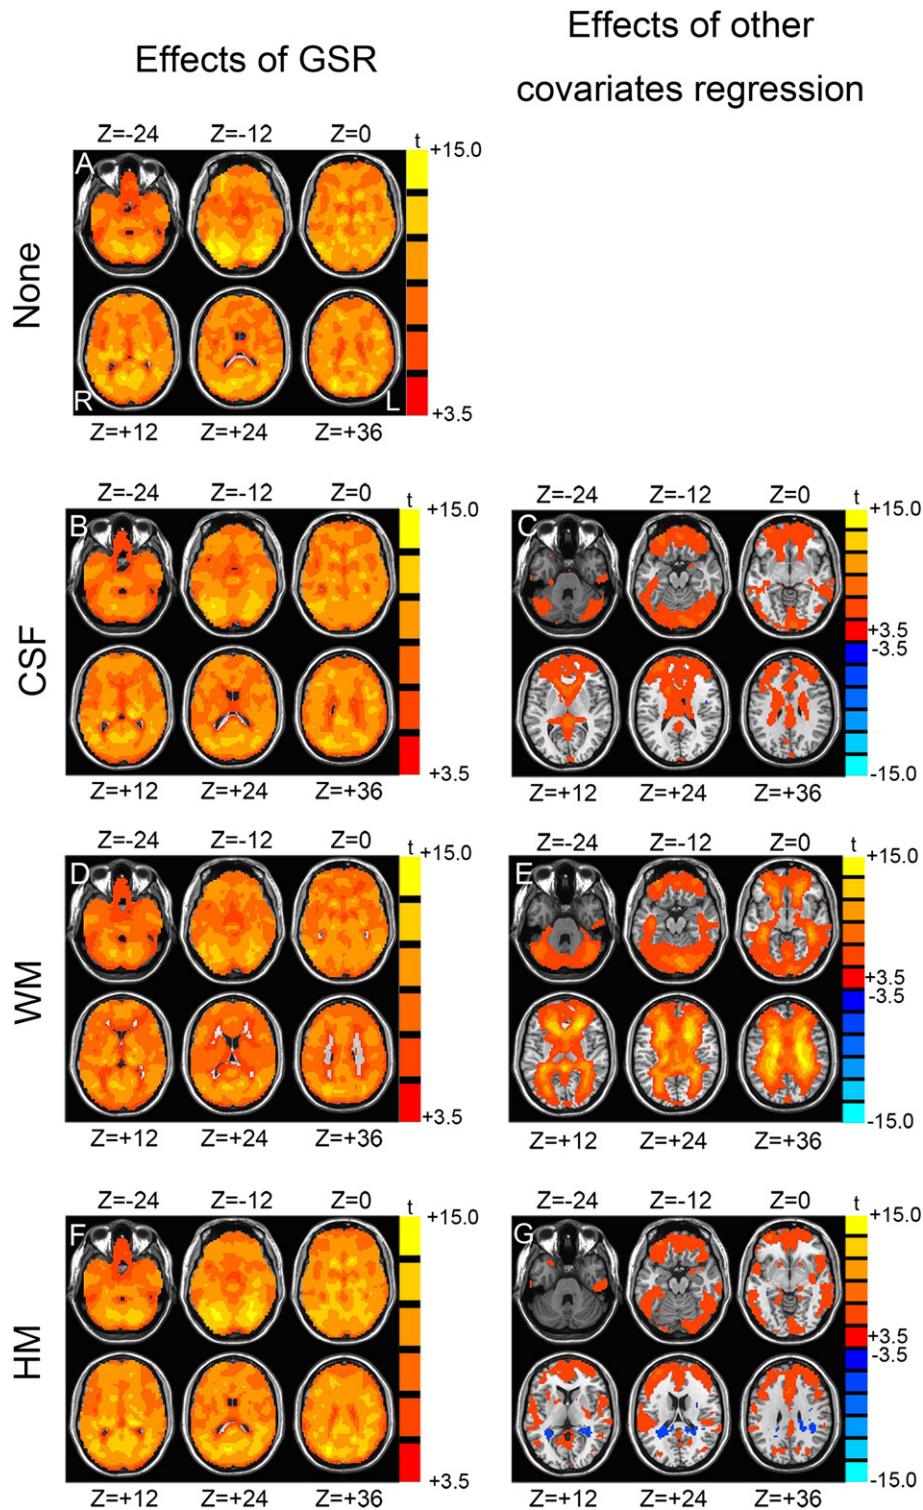 Effects of GSR
Effects of other
covariates regression
None
Z=-24 Z=-12 Z=0 t
A
+15.0
R L
+3.5
Z=+12 Z=+24 Z=+36
CSF
Z=-24 Z=-12 Z=0 t
B
+15.0
+3.5
Z=+12 Z=+24 Z=+36
Z=-24 Z=-12 Z=0 t
C
+15.0
+3.5
-3.5
-15.0
Z=+12 Z=+24 Z=+36
WM
Z=-24 Z=-12 Z=0 t
D
+15.0
+3.5
Z=+12 Z=+24 Z=+36
Z=-24 Z=-12 Z=0 t
E
+15.0
+3.5
-3.5
-15.0
Z=+12 Z=+24 Z=+36
HM
Z=-24 Z=-12 Z=0 t
F
+15.0
+3.5
Z=+12 Z=+24 Z=+36
Z=-24 Z=-12 Z=0 t
G
+15.0
+3.5
-3.5
-15.0
Z=+12 Z=+24 Z=+36